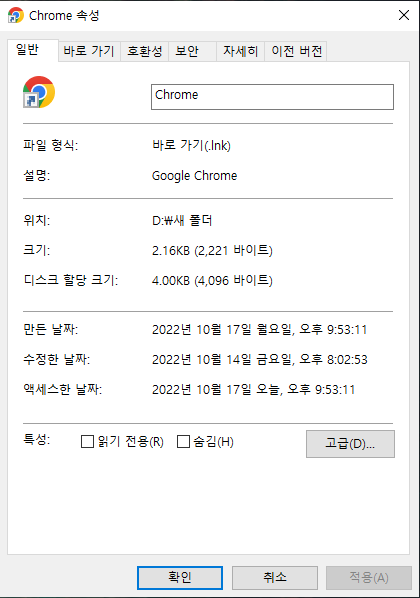 Chrome 속성
일반 바로 가기 호환성 보안 자세히 이전 버전
Chrome
파일 형식: 바로 가기(.lnk)
설명: Google Chrome
위치: D:₩새 폴더
크기: 2.16KB (2,221 바이트)
디스크 할당 크기: 4.00KB (4,096 바이트)
만든 날짜: 2022년 10월 17일 월요일, 오후 9:53:11
수정한 날짜: 2022년 10월 14일 금요일, 오후 8:02:53
액세스한 날짜: 2022년 10월 17일 오늘, 오후 9:53:11
특성: 읽기 전용(R) 숨김(H) 고급(D)...
확인 취소 적용(A)